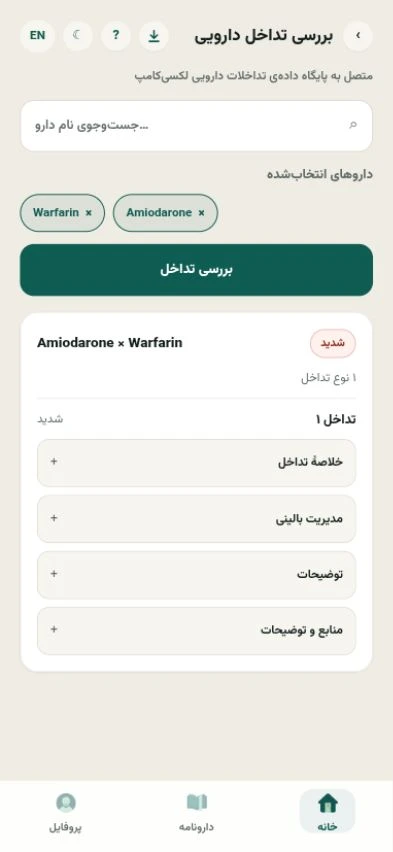 بررسی تداخل دارویی
?
EN
متصل به پایگاه داده‌ی تداخلات دارویی لکسی‌کامپ
جست‌وجوی نام دارو...
داروهای انتخاب‌شده
Warfarin ×
Amiodarone ×
بررسی تداخل
شدید
Amiodarone × Warfarin
۱ نوع تداخل
تداخل ۱
شدید
خلاصهٔ تداخل +
مدیریت بالینی +
توضیحات +
منابع و توضیحات +
خانه
دارونامه
پروفایل